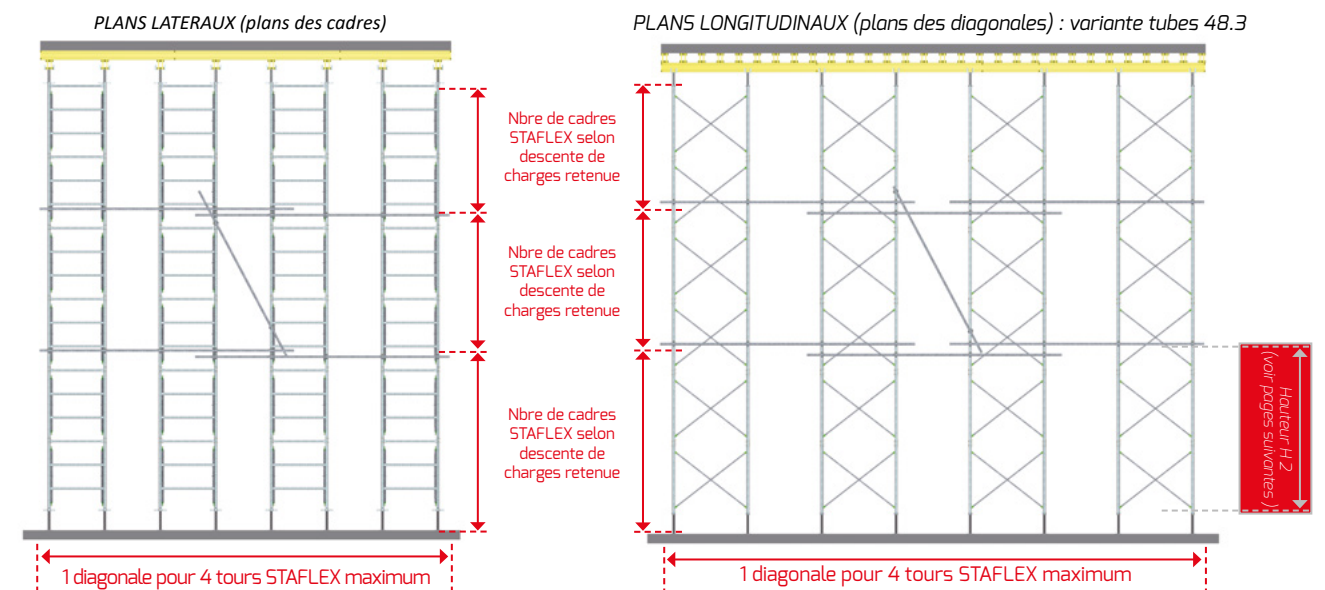 PLANS LATERAUX (plans des cadres)
PLANS LONGITUDINAUX (plans des diagonales) : variante tubes 48.3
Nbre de cadres
STAFLEX selon
descente de
charges retenue
Nbre de cadres
STAFLEX selon
descente de
charges retenue
Nbre de cadres
STAFLEX selon
descente de
charges retenue
Hauteur H 2
(voir pages suivantes )
1 diagonale pour 4 tours STAFLEX maximum
1 diagonale pour 4 tours STAFLEX maximum